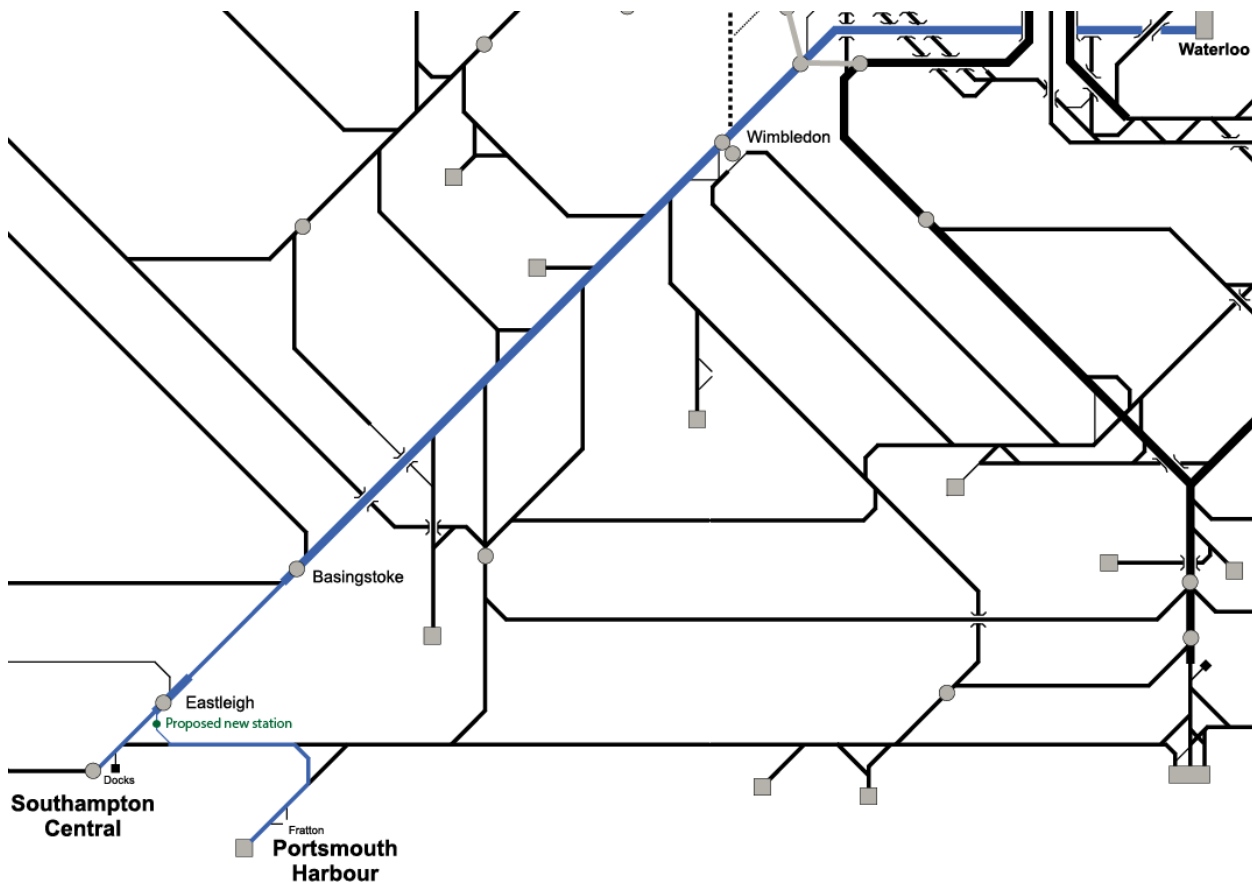 Waterloo
Wimbledon
Basingstoke
Eastleigh
Proposed new station
Docks
Southampton
Central
Fratton
Portsmouth
Harbour